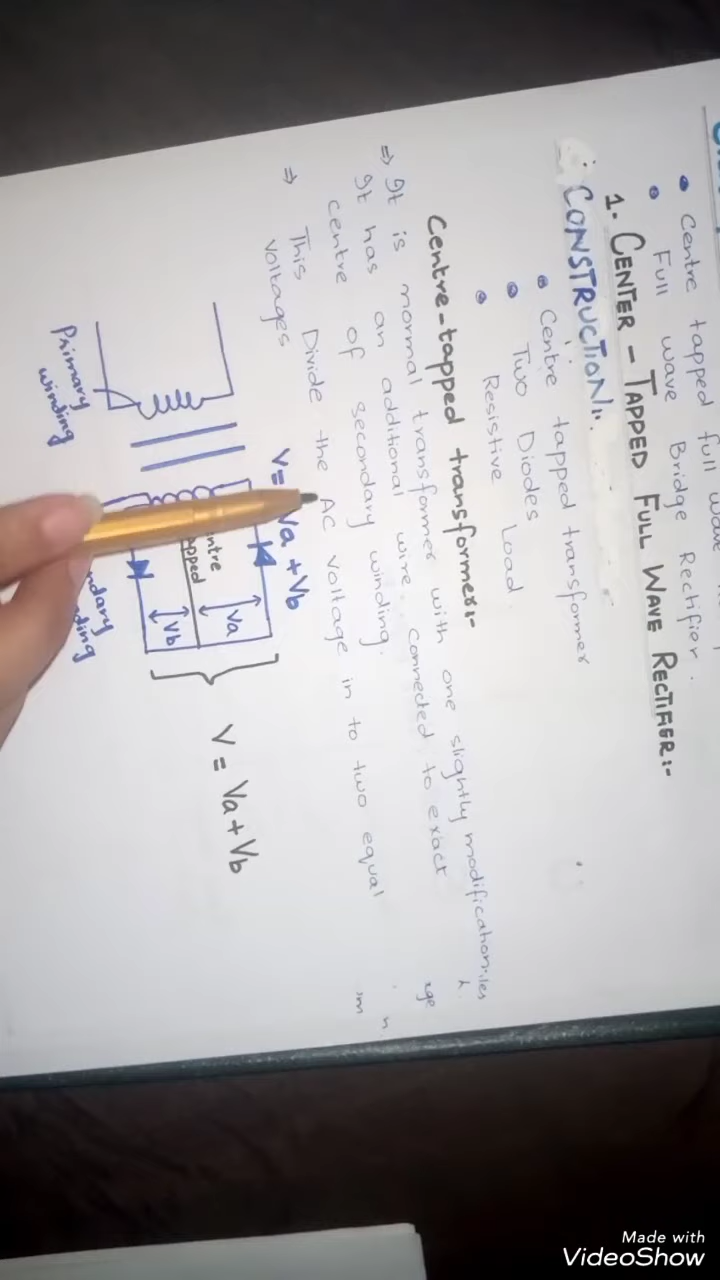 Centre tapped full wave
Full wave Bridge Rectifier.
1. CENTER - TAPPED FULL WAVE RECTIFIER:-
CONSTRUCTION:.
Centre tapped transformer
Two Diodes
Resistive Load.
Centre-tapped transformer:-
⇒ It is normal transformer with one slightly modification:
It has an additional wire connected to exact
centre of secondary winding.
⇒ This Divide the AC voltage in to two equal
voltages
Va + Vb
Va
Vb
V = Va + Vb
Primary
winding
Made with
VideoShow